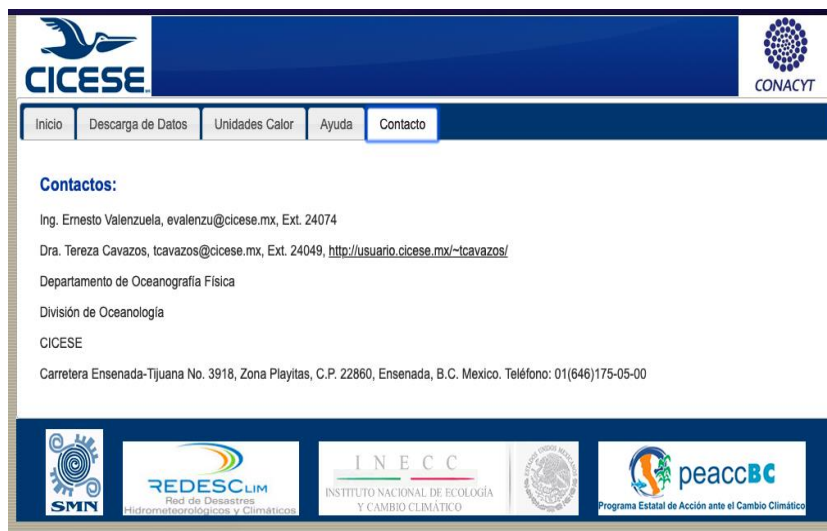 CICESE
CONACYT
Inicio Descarga de Datos Unidades Calor Ayuda Contacto
Contactos:
Ing. Ernesto Valenzuela, evalenzu@cicese.mx, Ext. 24074
Dra. Tereza Cavazos, tcavazos@cicese.mx, Ext. 24049, http://usuario.cicese.mx/~tcavazos/
Departamento de Oceanografía Física
División de Oceanología
CICESE
Carretera Ensenada-Tijuana No. 3918, Zona Playitas, C.P. 22860, Ensenada, B.C. Mexico. Teléfono: 01(646)175-05-00
SMN
REDESCLIM
Red de Desastres
Hidrometeorológicos y Climáticos
INECC
INSTITUTO NACIONAL DE ECOLOGÍA
Y CAMBIO CLIMÁTICO
ESTADOS UNIDOS MEXICANOS
peaccBC
Programa Estatal de Acción ante el Cambio Climático